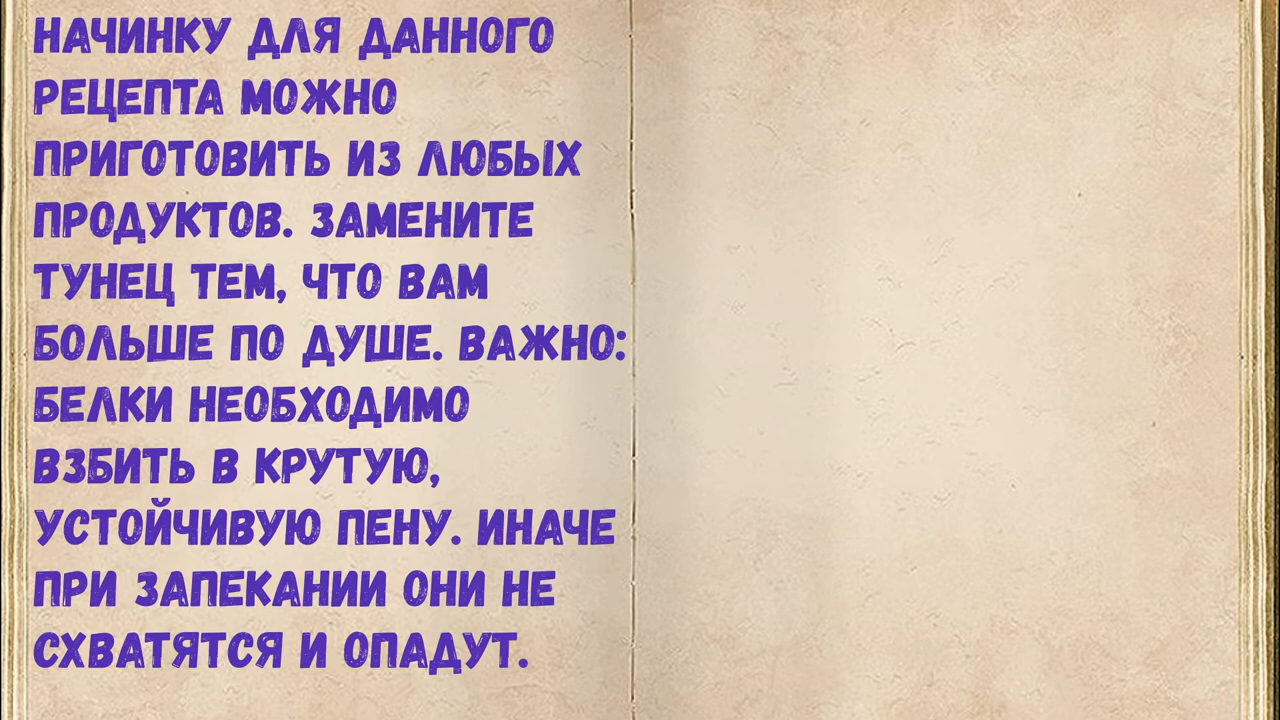 НАЧИНКУ ДЛЯ ДАННОГО
РЕЦЕПТА МОЖНО
ПРИГОТОВИТЬ ИЗ ЛЮБЫХ
ПРОДУКТОВ. ЗАМЕНИТЕ
ТУНЕЦ ТЕМ, ЧТО ВАМ
БОЛЬШЕ ПО ДУШЕ. ВАЖНО:
БЕЛКИ НЕОБХОДИМО
ВЗБИТЬ В КРУТУЮ,
УСТОЙЧИВУЮ ПЕНУ. ИНАЧЕ
ПРИ ЗАПЕКАНИИ ОНИ НЕ
СХВАТЯТСЯ И ОПАДУТ.